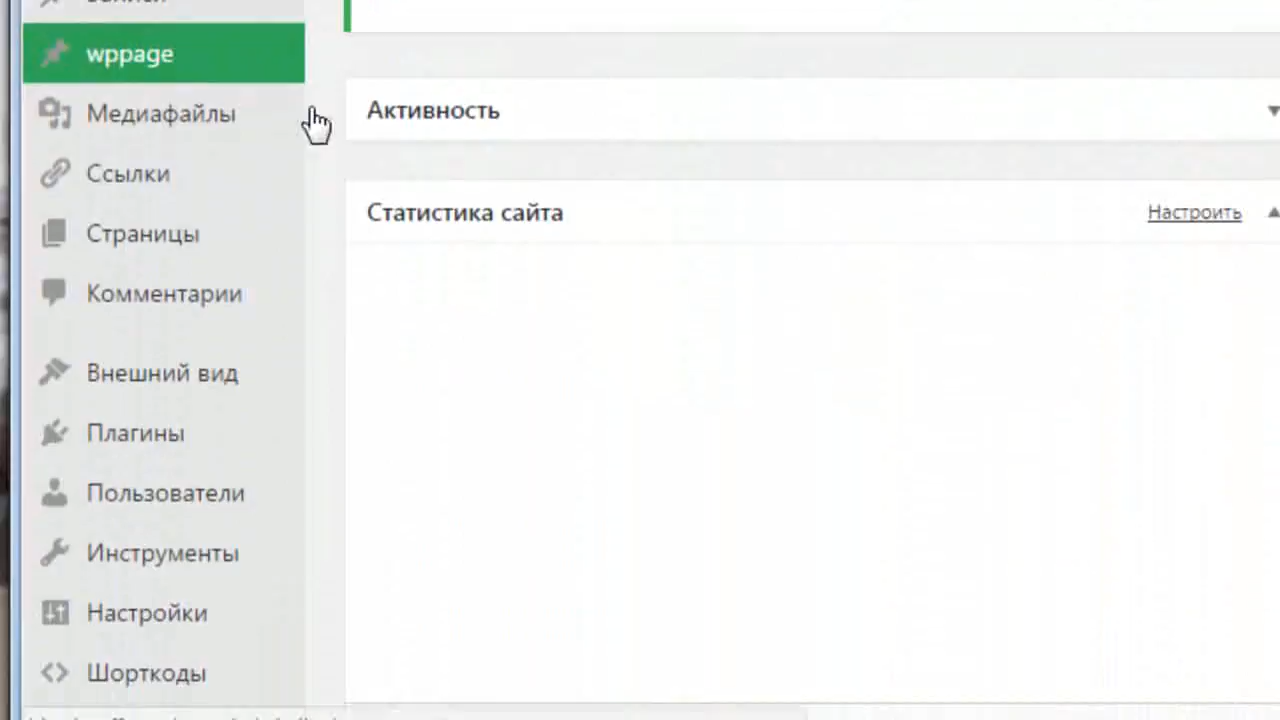 wppage
Медиафайлы
Ссылки
Страницы
Комментарии
Внешний вид
Плагины
Пользователи
Инструменты
Настройки
Шорткоды
Активность
Статистика сайта
Настроить